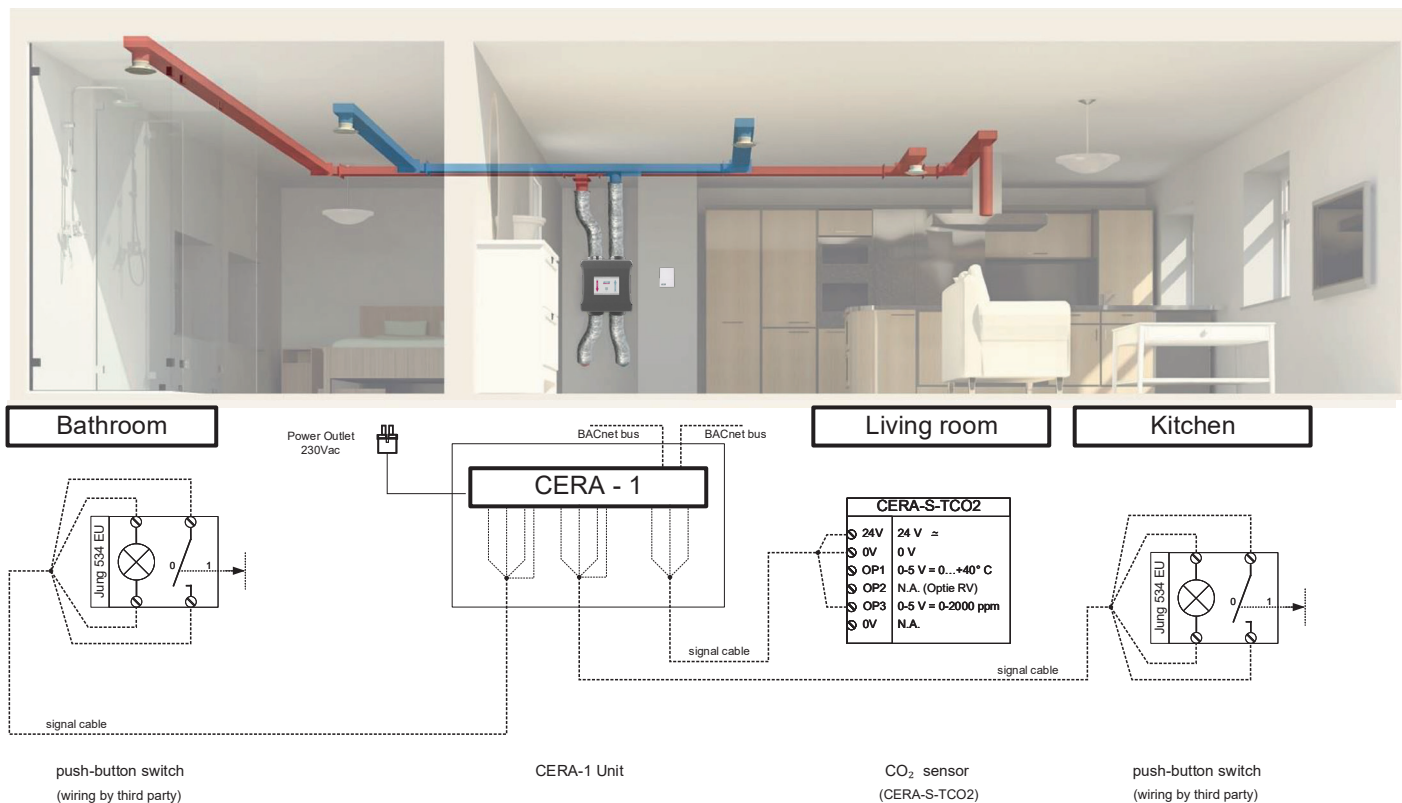 Bathroom
Living room
Kitchen
Power Outlet
230Vac
BACnet bus
BACnet bus
CERA - 1
Jung 534 EU
0
1
CERA-S-TCO2
24V 24 V ≃
0V 0 V
OP1 0-5 V = 0...+40° C
OP2 N.A. (Optie RV)
OP3 0-5 V = 0-2000 ppm
0V N.A.
Jung 534 EU
0
1
signal cable
signal cable
signal cable
push-button switch
(wiring by third party)
CERA-1 Unit
CO₂ sensor
(CERA-S-TCO2)
push-button switch
(wiring by third party)